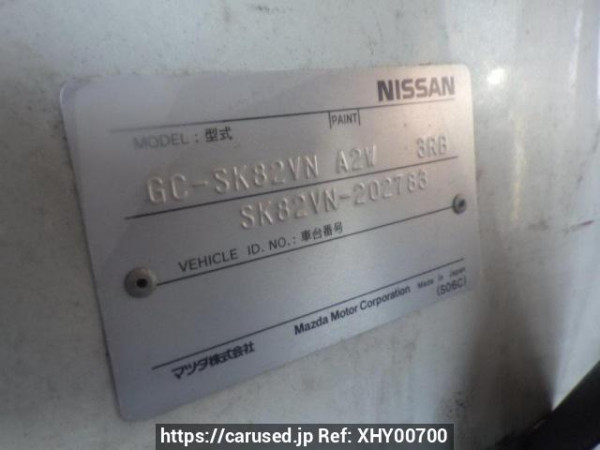 NISSAN
MODEL : 型式
PAINT
GC-SK82VN A2W 3RG
SK82VN-202783
VEHICLE ID. NO. : 車台番号
マツダ株式会社 Mazda Motor Corporation Made in Japan
(S06C)
https://carused.jp Ref: XHY00700